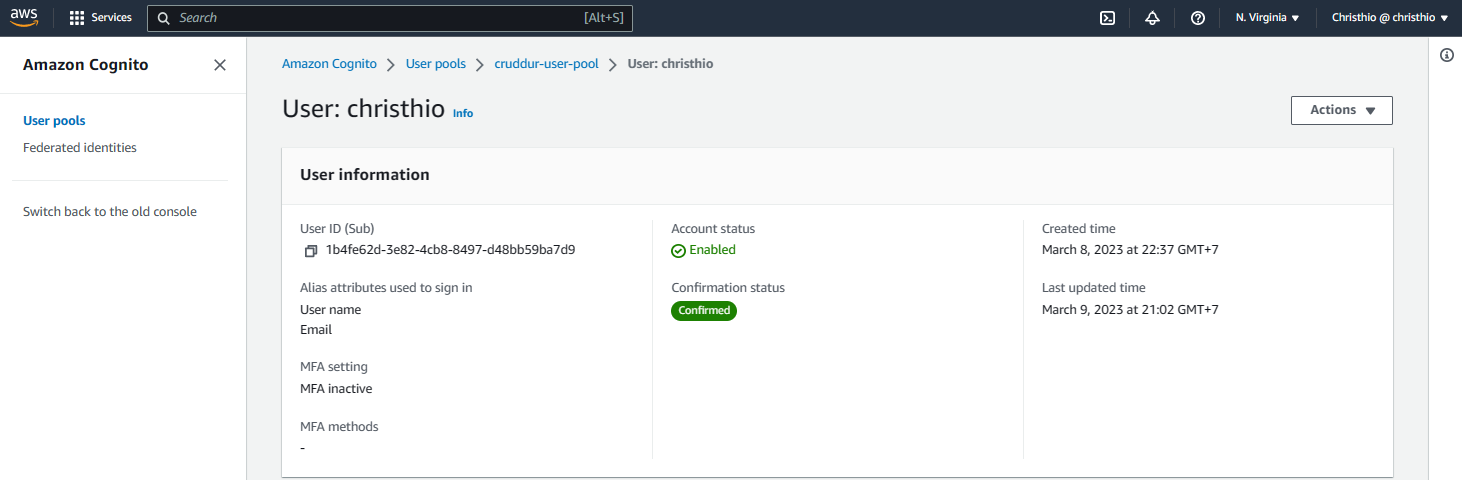 aws Services Search [Alt+S] N. Virginia Christhio @ christhio
Amazon Cognito
User pools
Federated identities
Switch back to the old console
Amazon Cognito User pools cruddur-user-pool User: christhio
User: christhio Info
Actions
User information
User ID (Sub)
1b4fe62d-3e82-4cb8-8497-d48bb59ba7d9
Alias attributes used to sign in
User name
Email
MFA setting
MFA inactive
MFA methods
-
Account status
Enabled
Confirmation status
Confirmed
Created time
March 8, 2023 at 22:37 GMT+7
Last updated time
March 9, 2023 at 21:02 GMT+7